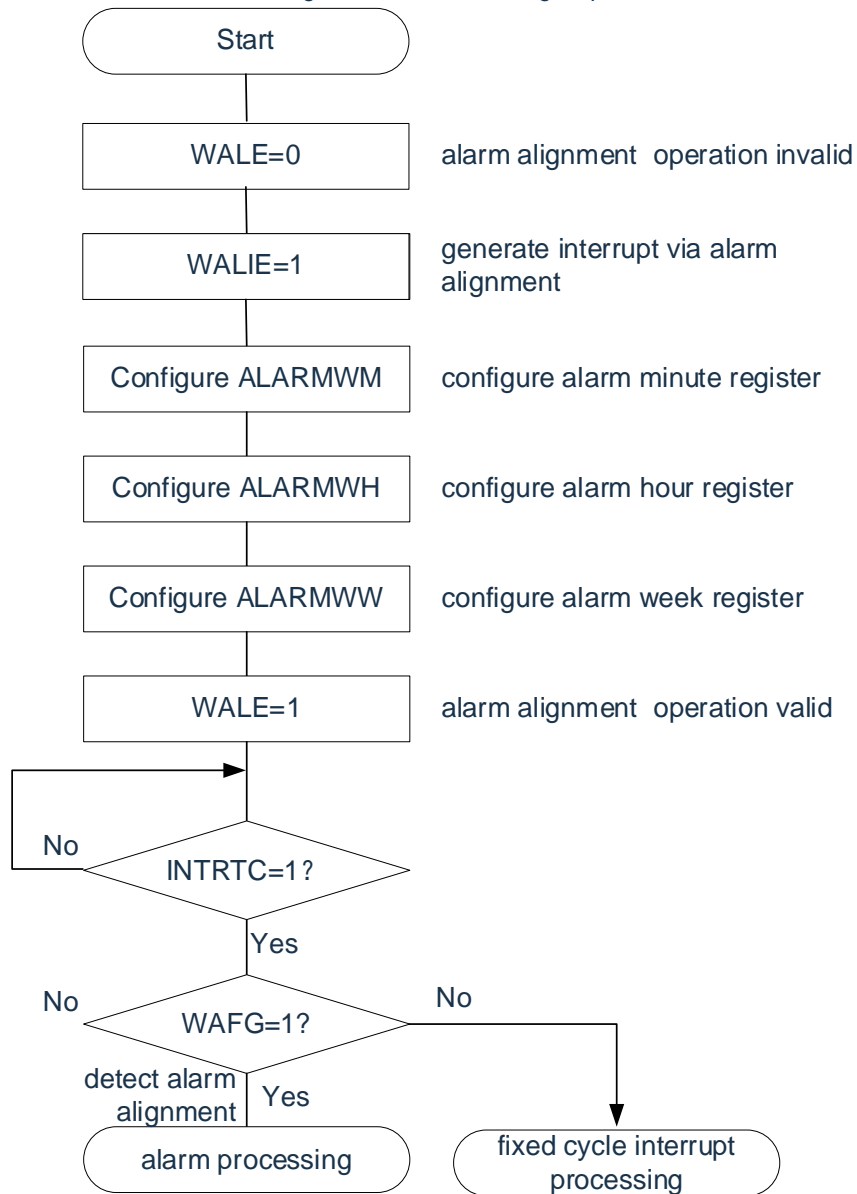 Start
WALE=0
alarm alignment operation invalid
WALIE=1
generate interrupt via alarm
alignment
Configure ALARMWM
configure alarm minute register
Configure ALARMWH
configure alarm hour register
Configure ALARMWW
configure alarm week register
WALE=1
alarm alignment operation valid
No
INTRTC=1?
Yes
No
WAFG=1?
No
detect alarm
alignment
Yes
alarm processing
fixed cycle interrupt
processing